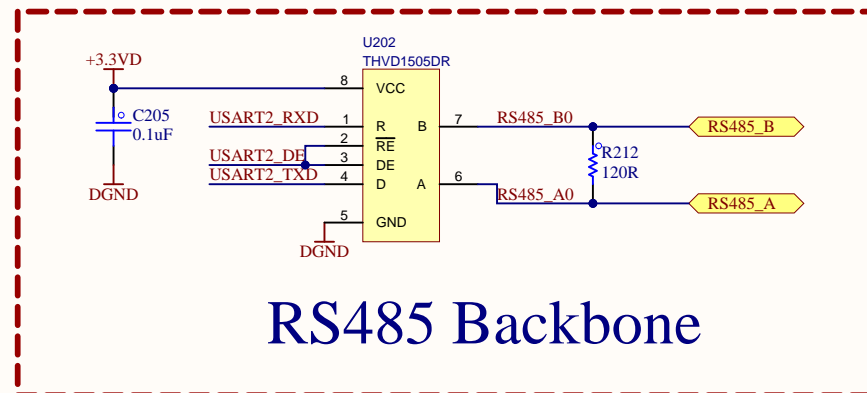 U202
THVD1505DR
+3.3VD
8 VCC
C205
0.1uF
USART2_RXD 1 R B 7 RS485_B0 RS485_B
2 RE
R212
120R
USART2_DE 3 DE
USART2_TXD 4 D A 6
RS485_A0 RS485_A
DGND
5 GND
DGND
RS485 Backbone